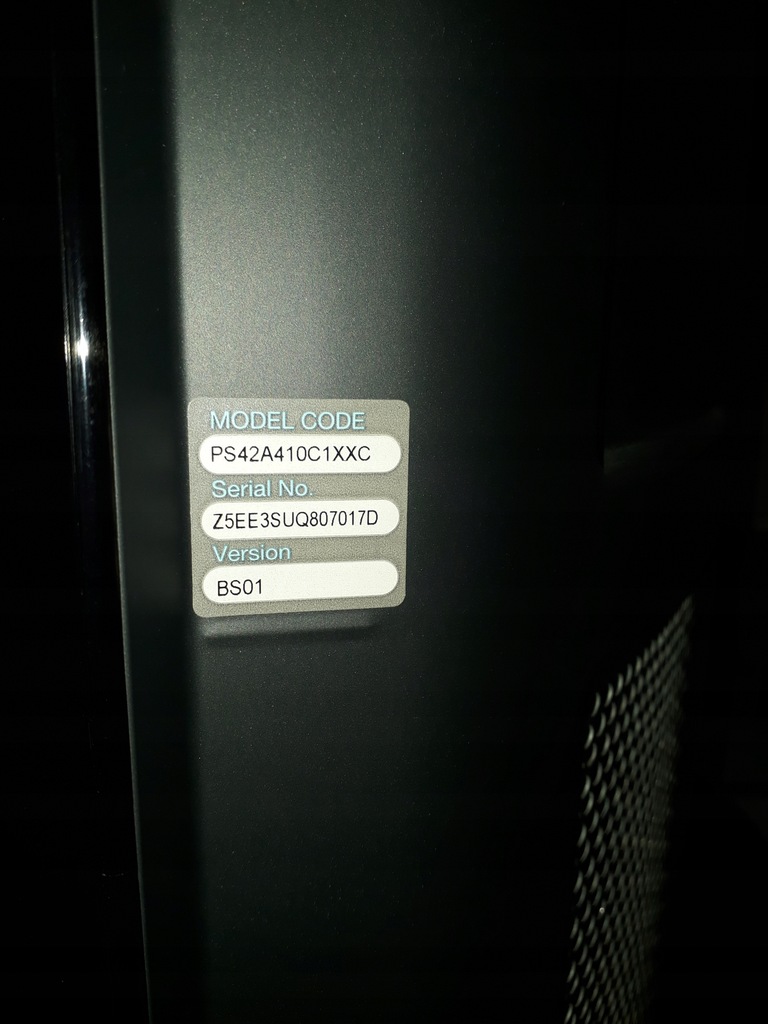 MODEL CODE
PS42A410C1XXC
Serial No.
Z5EE3SUQ807017D
Version
BS01